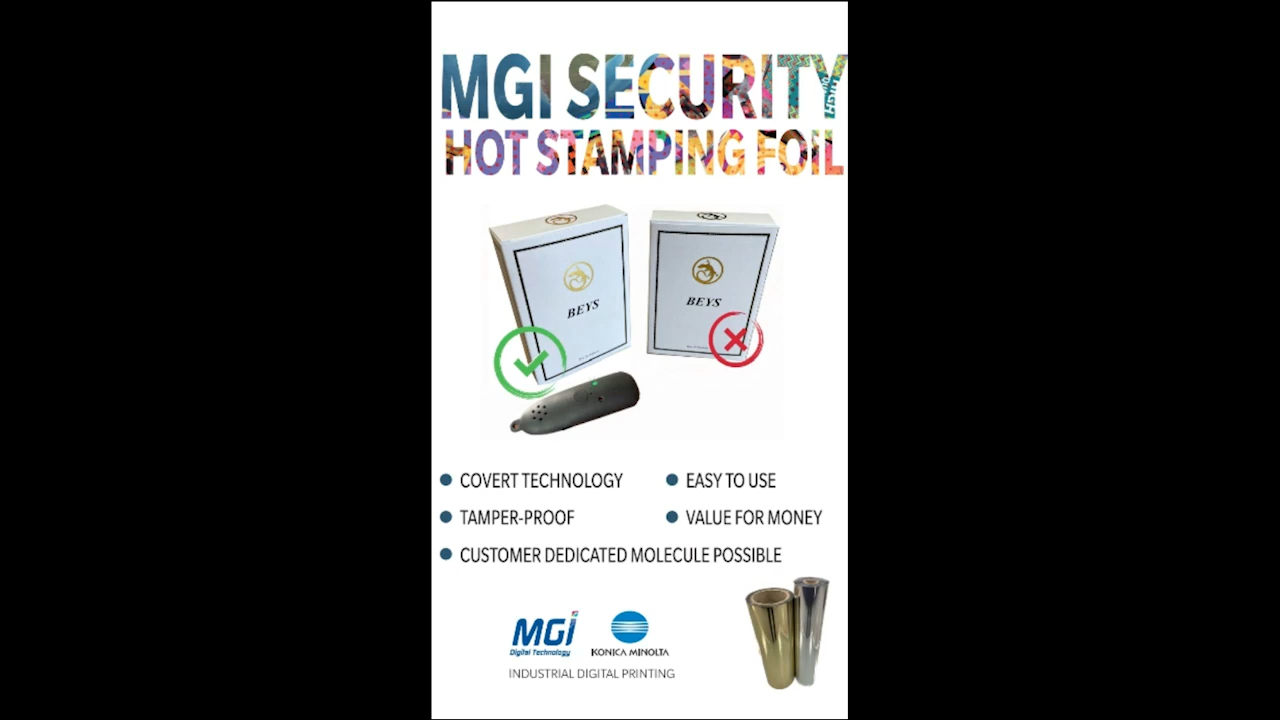 MGI SECURITY
HOT STAMPING FOiL
BEYS
BEYS
COVERT TECHNOLOGY
EASY TO USE
TAMPER-PROOF
VALUE FOR MONEY
CUSTOMER DEDICATED MOLECULE POSSIBLE
MGi
Digital Technology
KONICA MINOLTA
INDUSTRIAL DIGITAL PRINTING